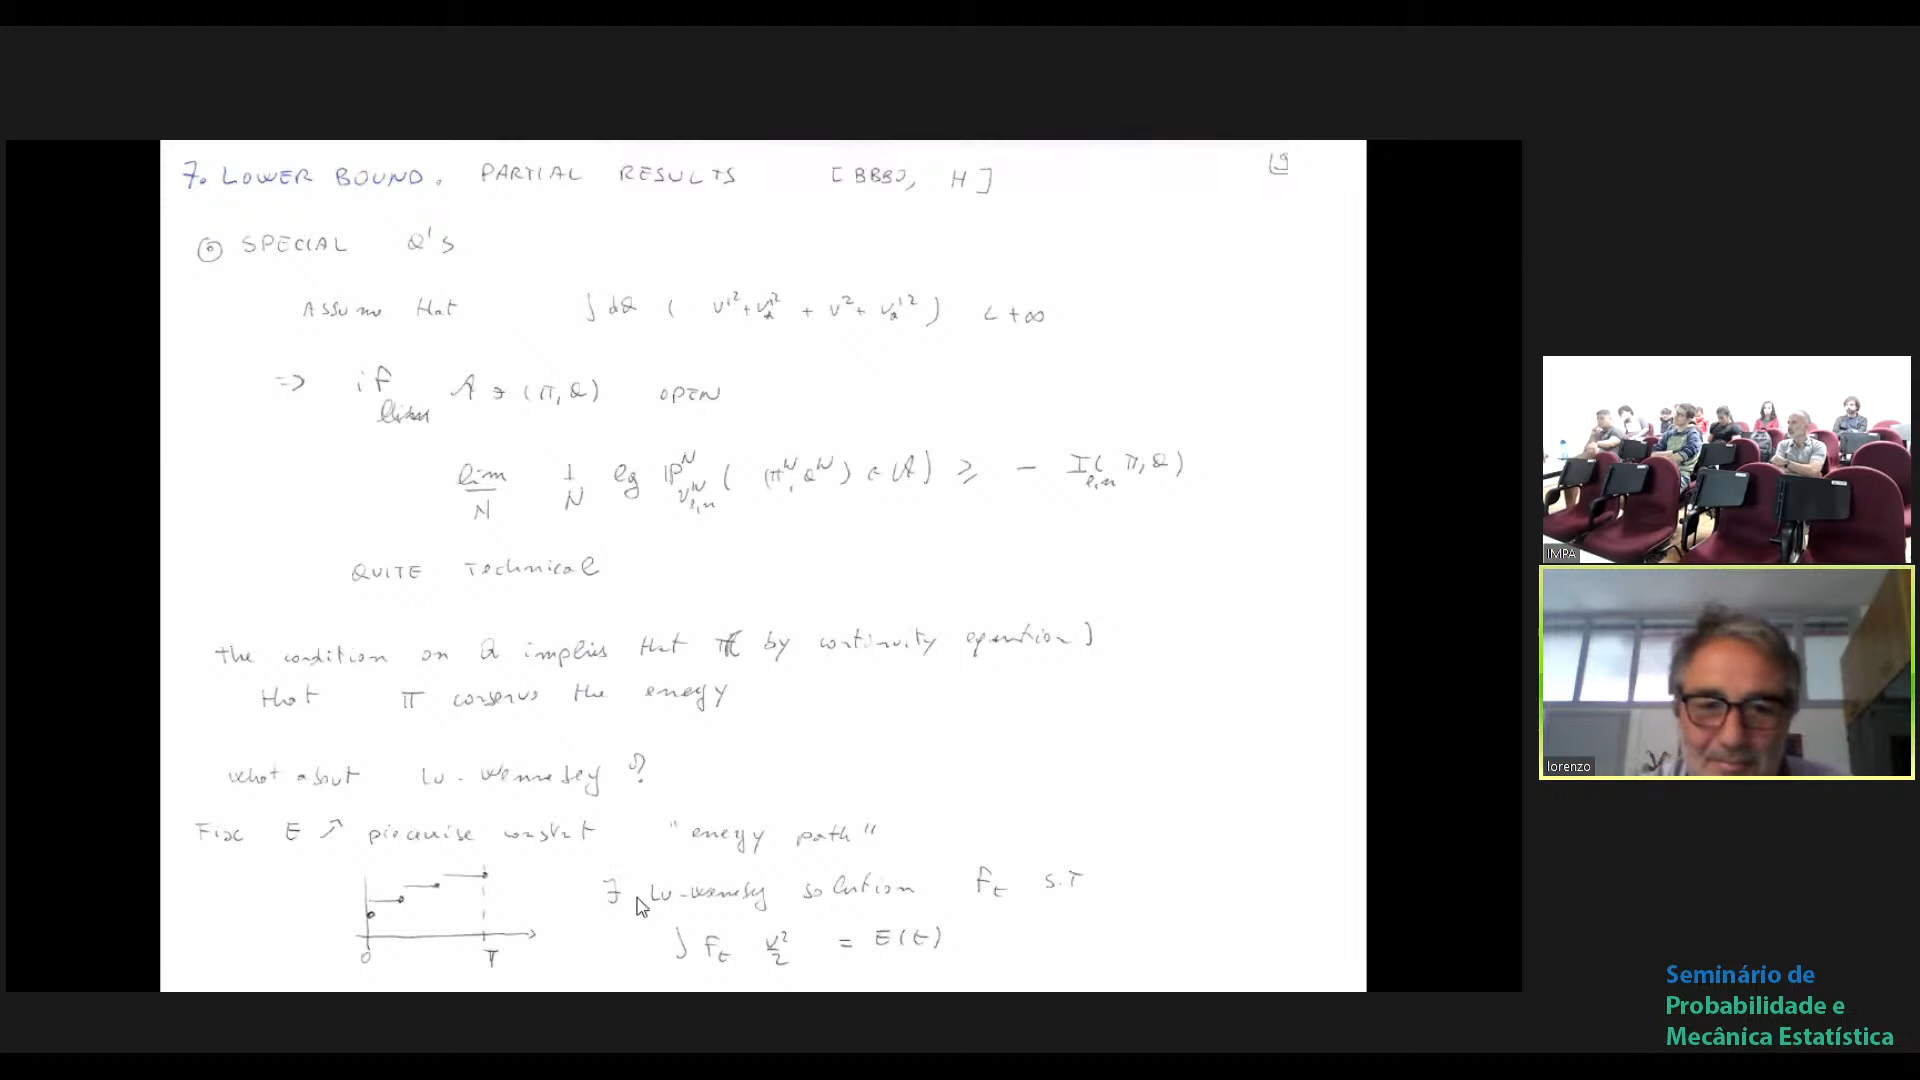 7. LOWER BOUND. PARTIAL RESULTS [BBBO, H]
19
⊙ SPECIAL Q'S
Assume that ∫ dQ ( v'² + v*² + v² + v*'² ) < +∞
=> if A ∋ (π, Q) OPEN
lim
lim 1/N log P^N ( (π^N, Q^N) ∈ A ) ≥ - I (π, Q)
N
QUITE Technical
the condition on Q implies that π by continuity equation)
that π conserves the energy
what about Lu-Wennberg ?
Fix E ↗ piecewise constant "energy path"
∃ Lu-Wennberg solution f_t s.t
∫ f_t v²/2 = E(t)
0 T
IMPA
lorenzo
Seminário de
Probabilidade e
Mecânica Estatística